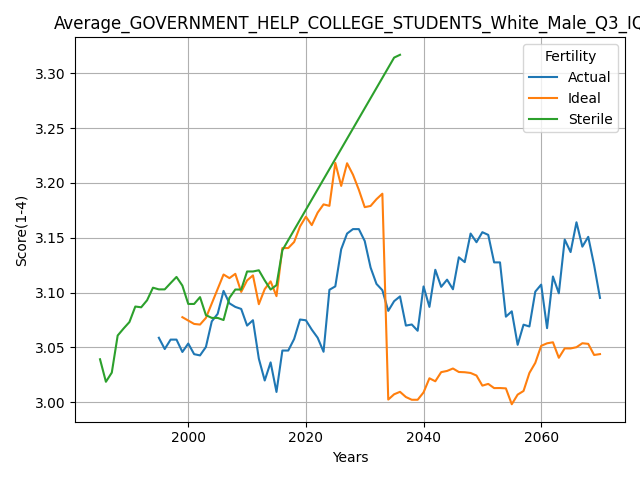 Average_GOVERNMENT_HELP_COLLEGE_STUDENTS_White_Male_Q3_IQ
Fertility
Actual
Ideal
Sterile
Score(1-4)
3.30
3.25
3.20
3.15
3.10
3.05
3.00
2000 2020 2040 2060
Years